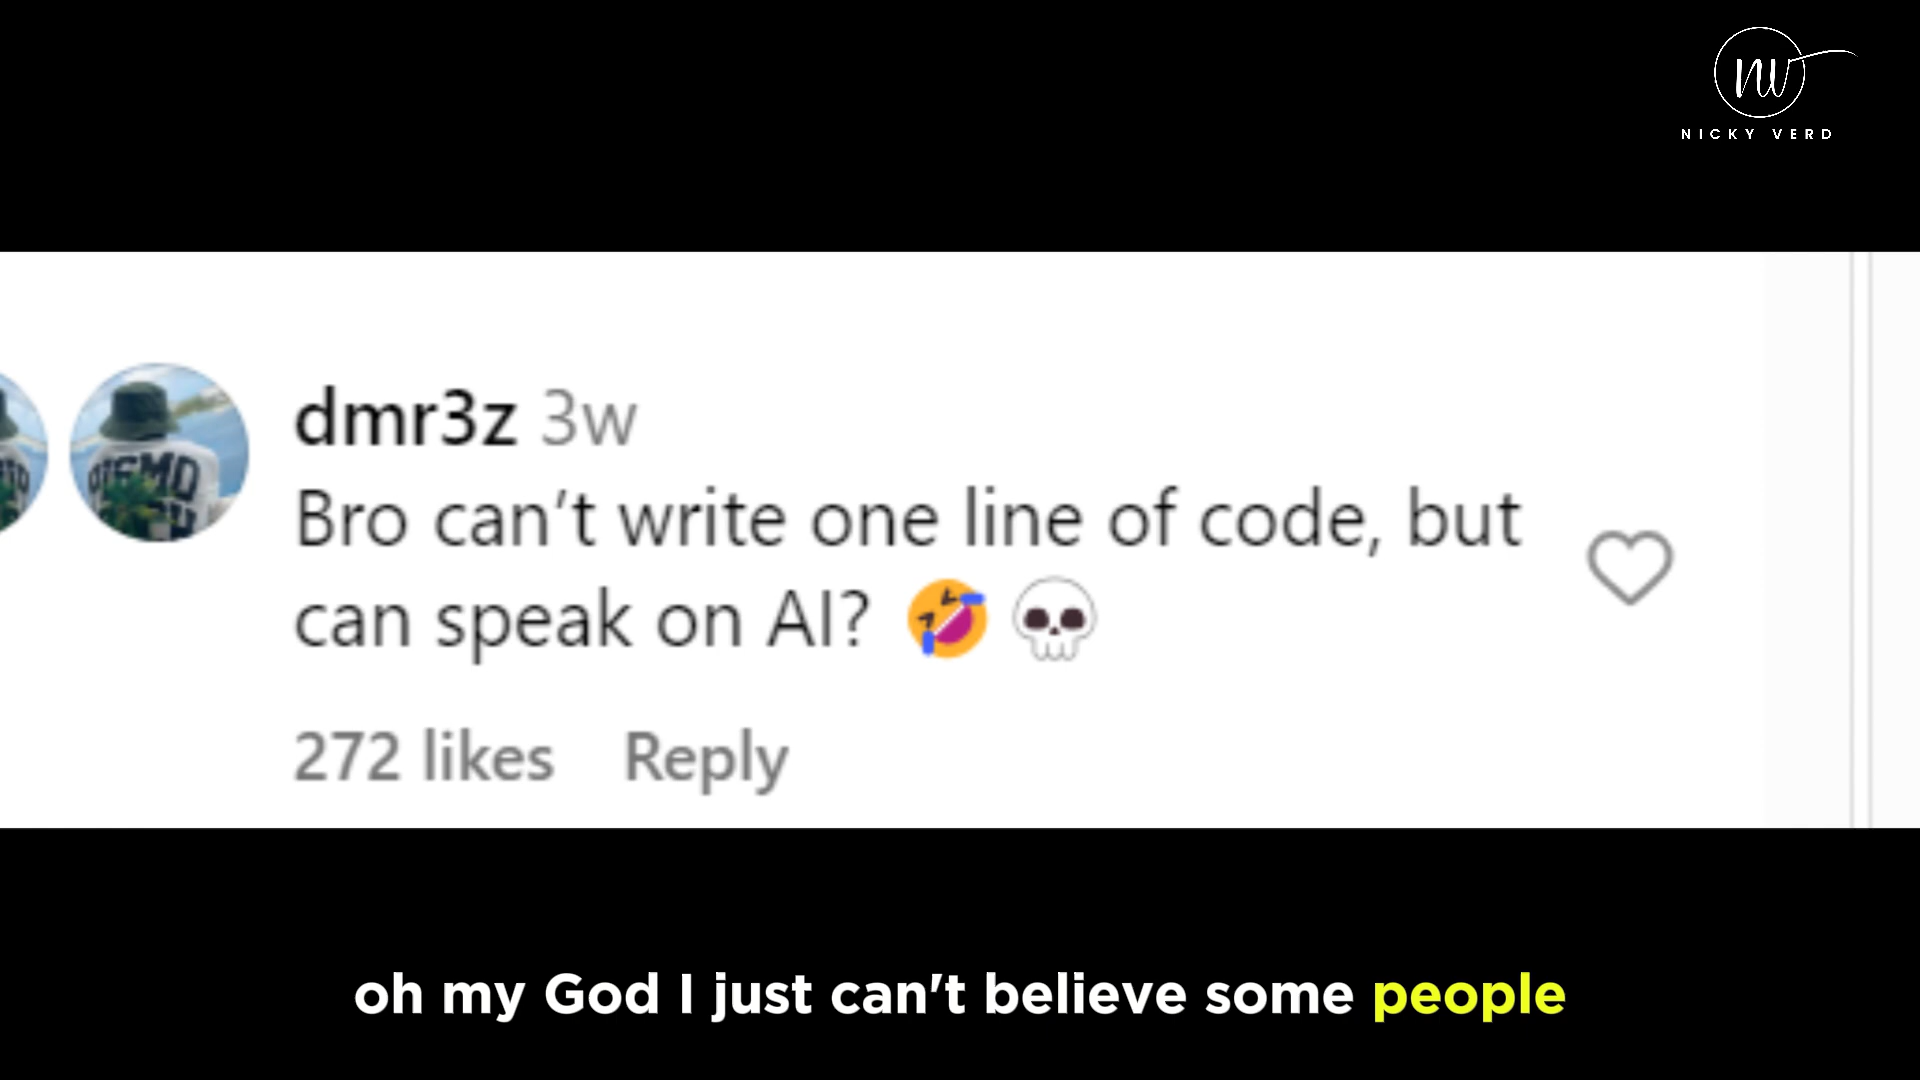 NICKY VERD
dmr3z 3w
Bro can’t write one line of code, but
can speak on AI? 🤣 💀
272 likes Reply
oh my God I just can't believe some people